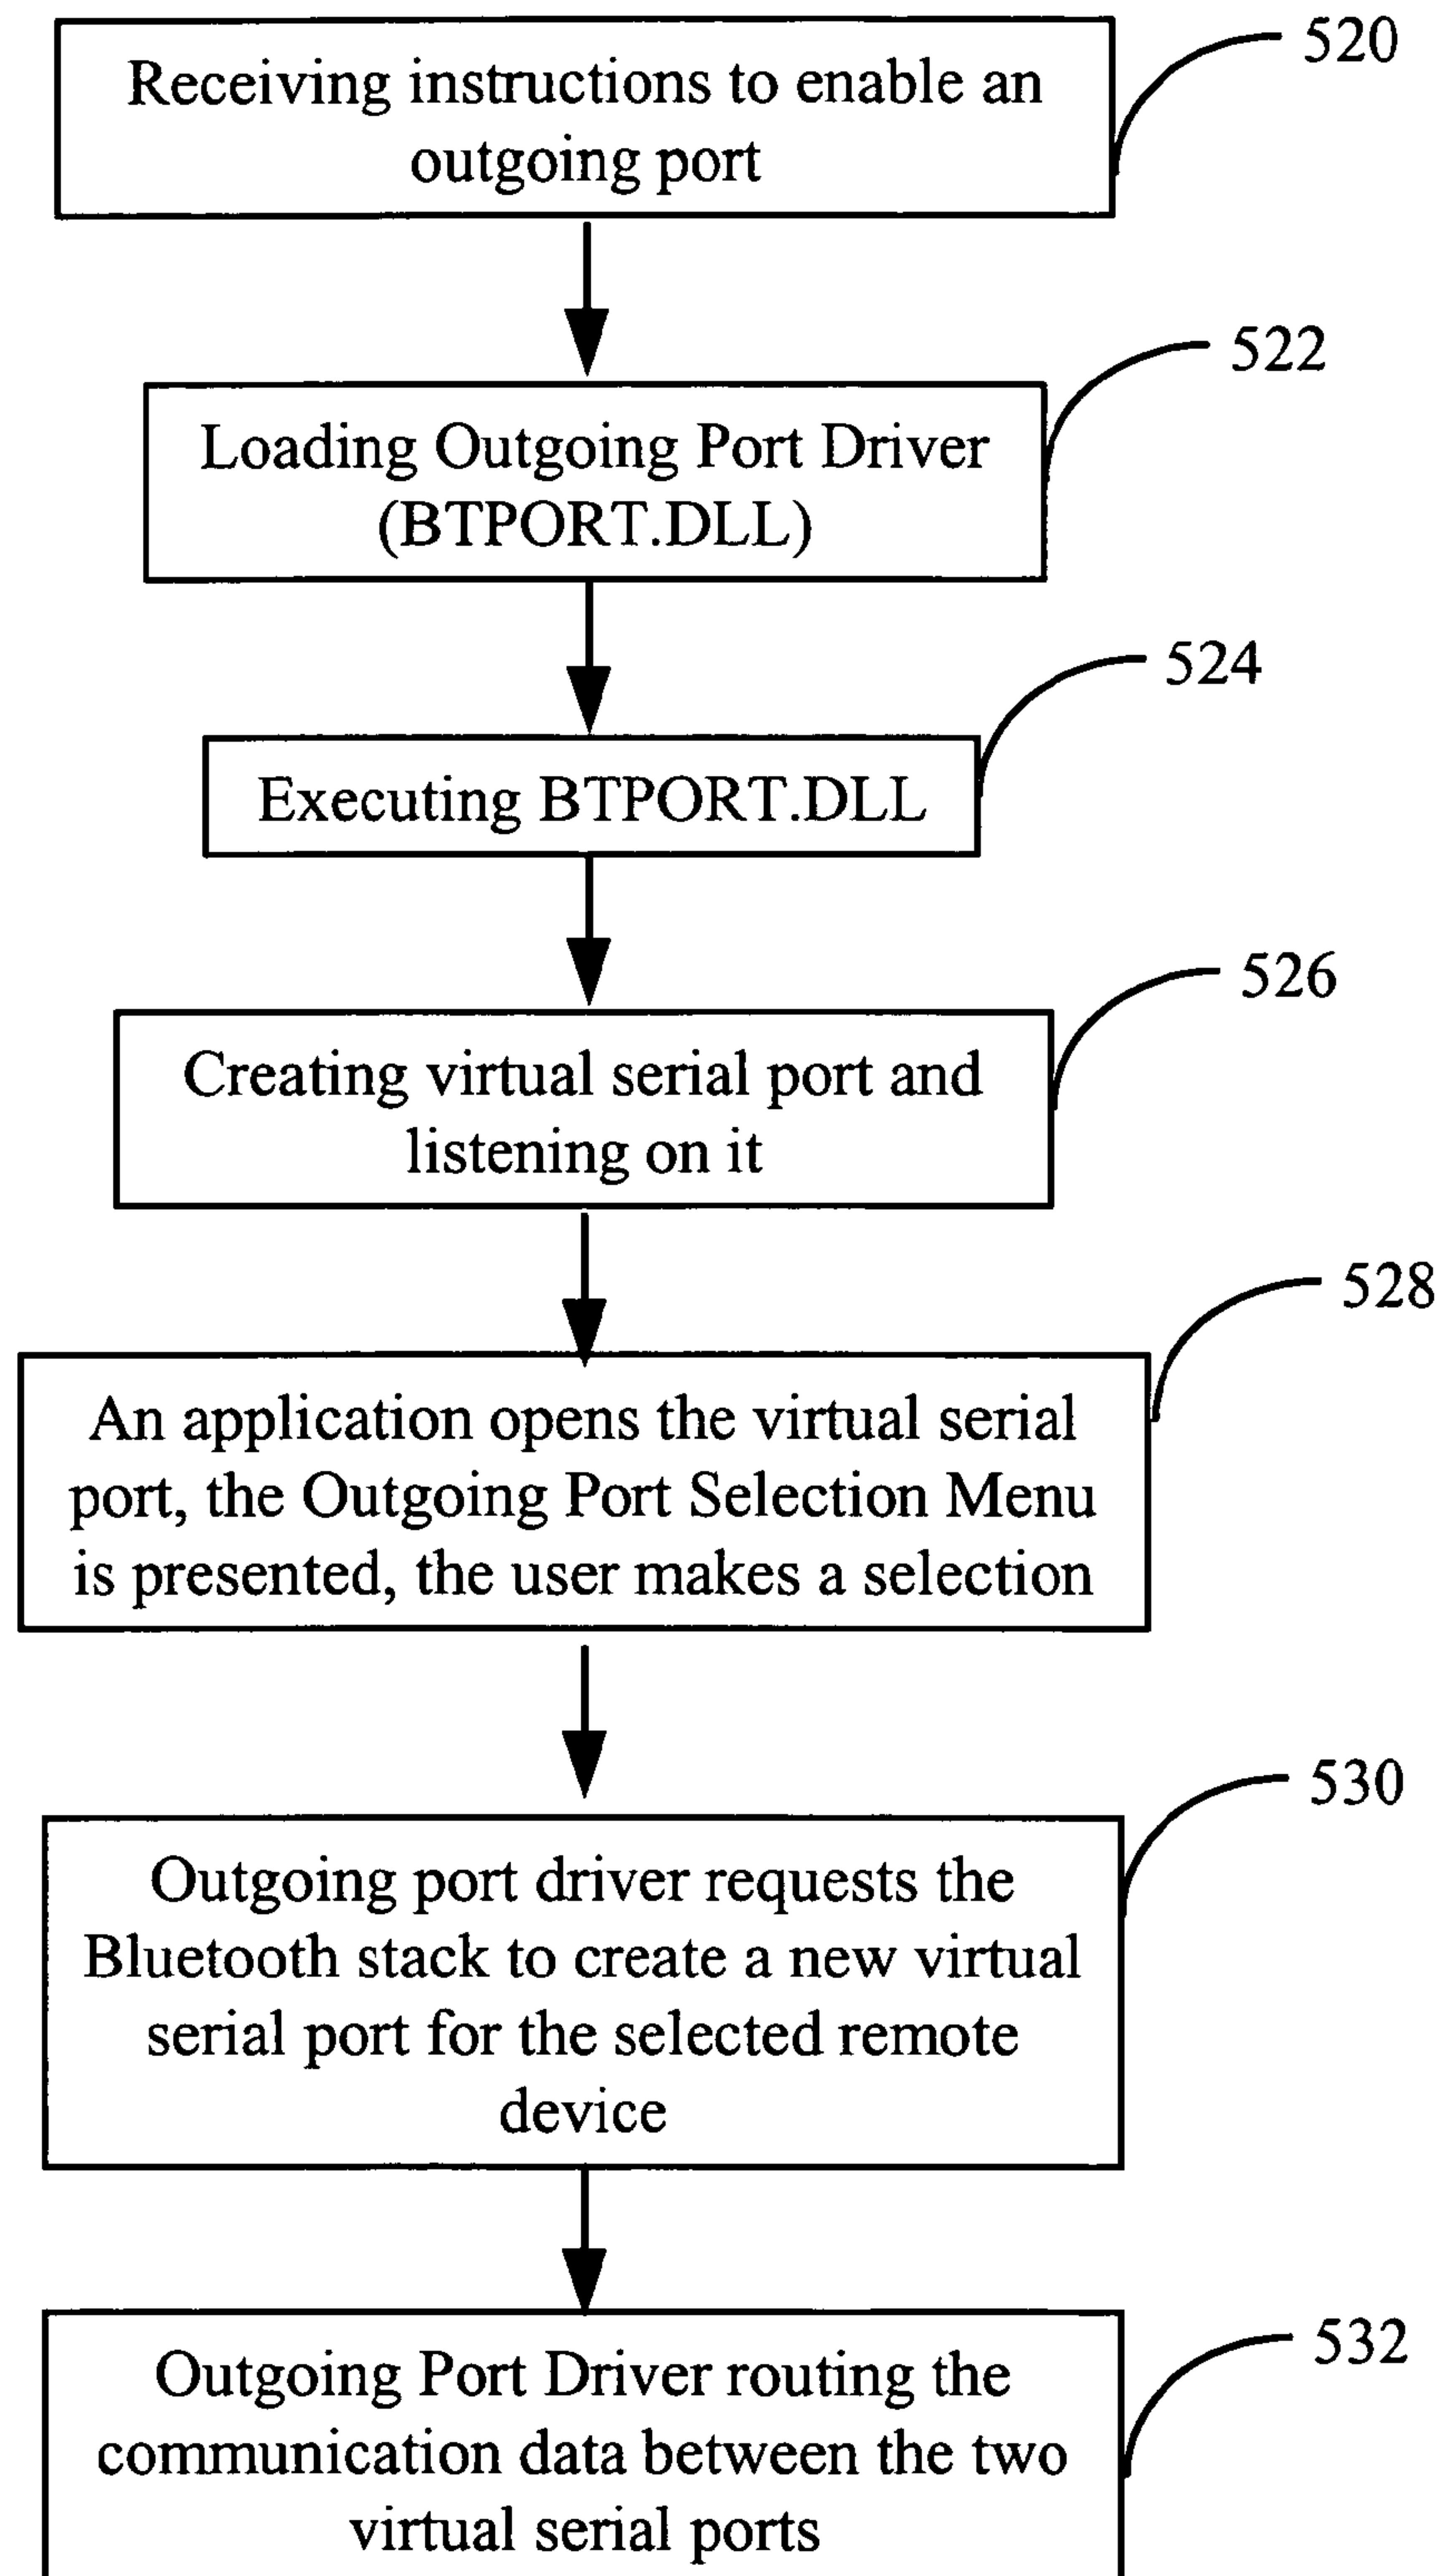 520
Receiving instructions to enable an
outgoing port
522
Loading Outgoing Port Driver
(BTPORT.DLL)
524
Executing BTPORT.DLL
526
Creating virtual serial port and
listening on it
528
An application opens the virtual serial
port, the Outgoing Port Selection Menu
is presented, the user makes a selection
530
Outgoing port driver requests the
Bluetooth stack to create a new virtual
serial port for the selected remote
device
532
Outgoing Port Driver routing the
communication data between the two
virtual serial ports